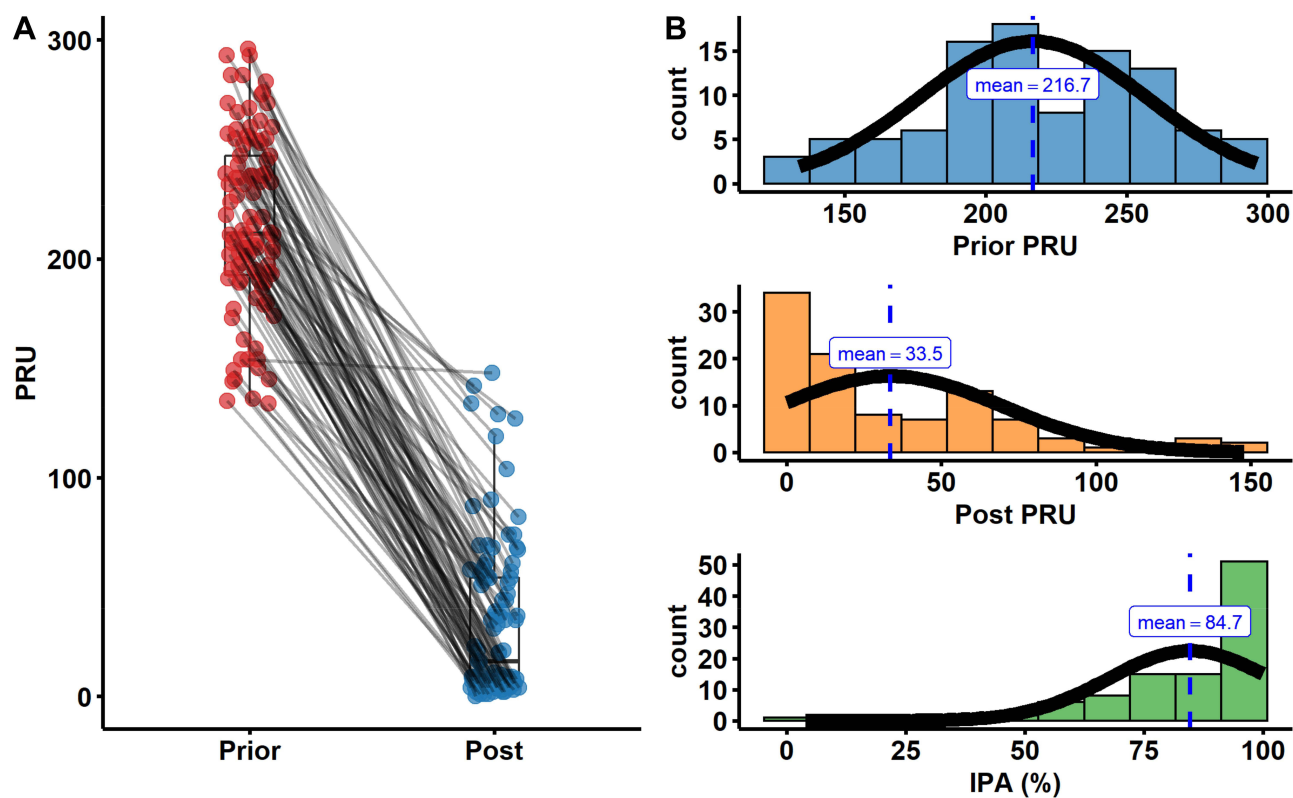 A
300
200
100
0
PRU
Prior
Post
B
15
10
5
0
count
mean = 216.7
150
200
250
300
Prior PRU
30
20
10
0
count
mean = 33.5
0
50
100
150
Post PRU
50
40
30
20
10
0
count
mean = 84.7
0
25
50
75
100
IPA (%)